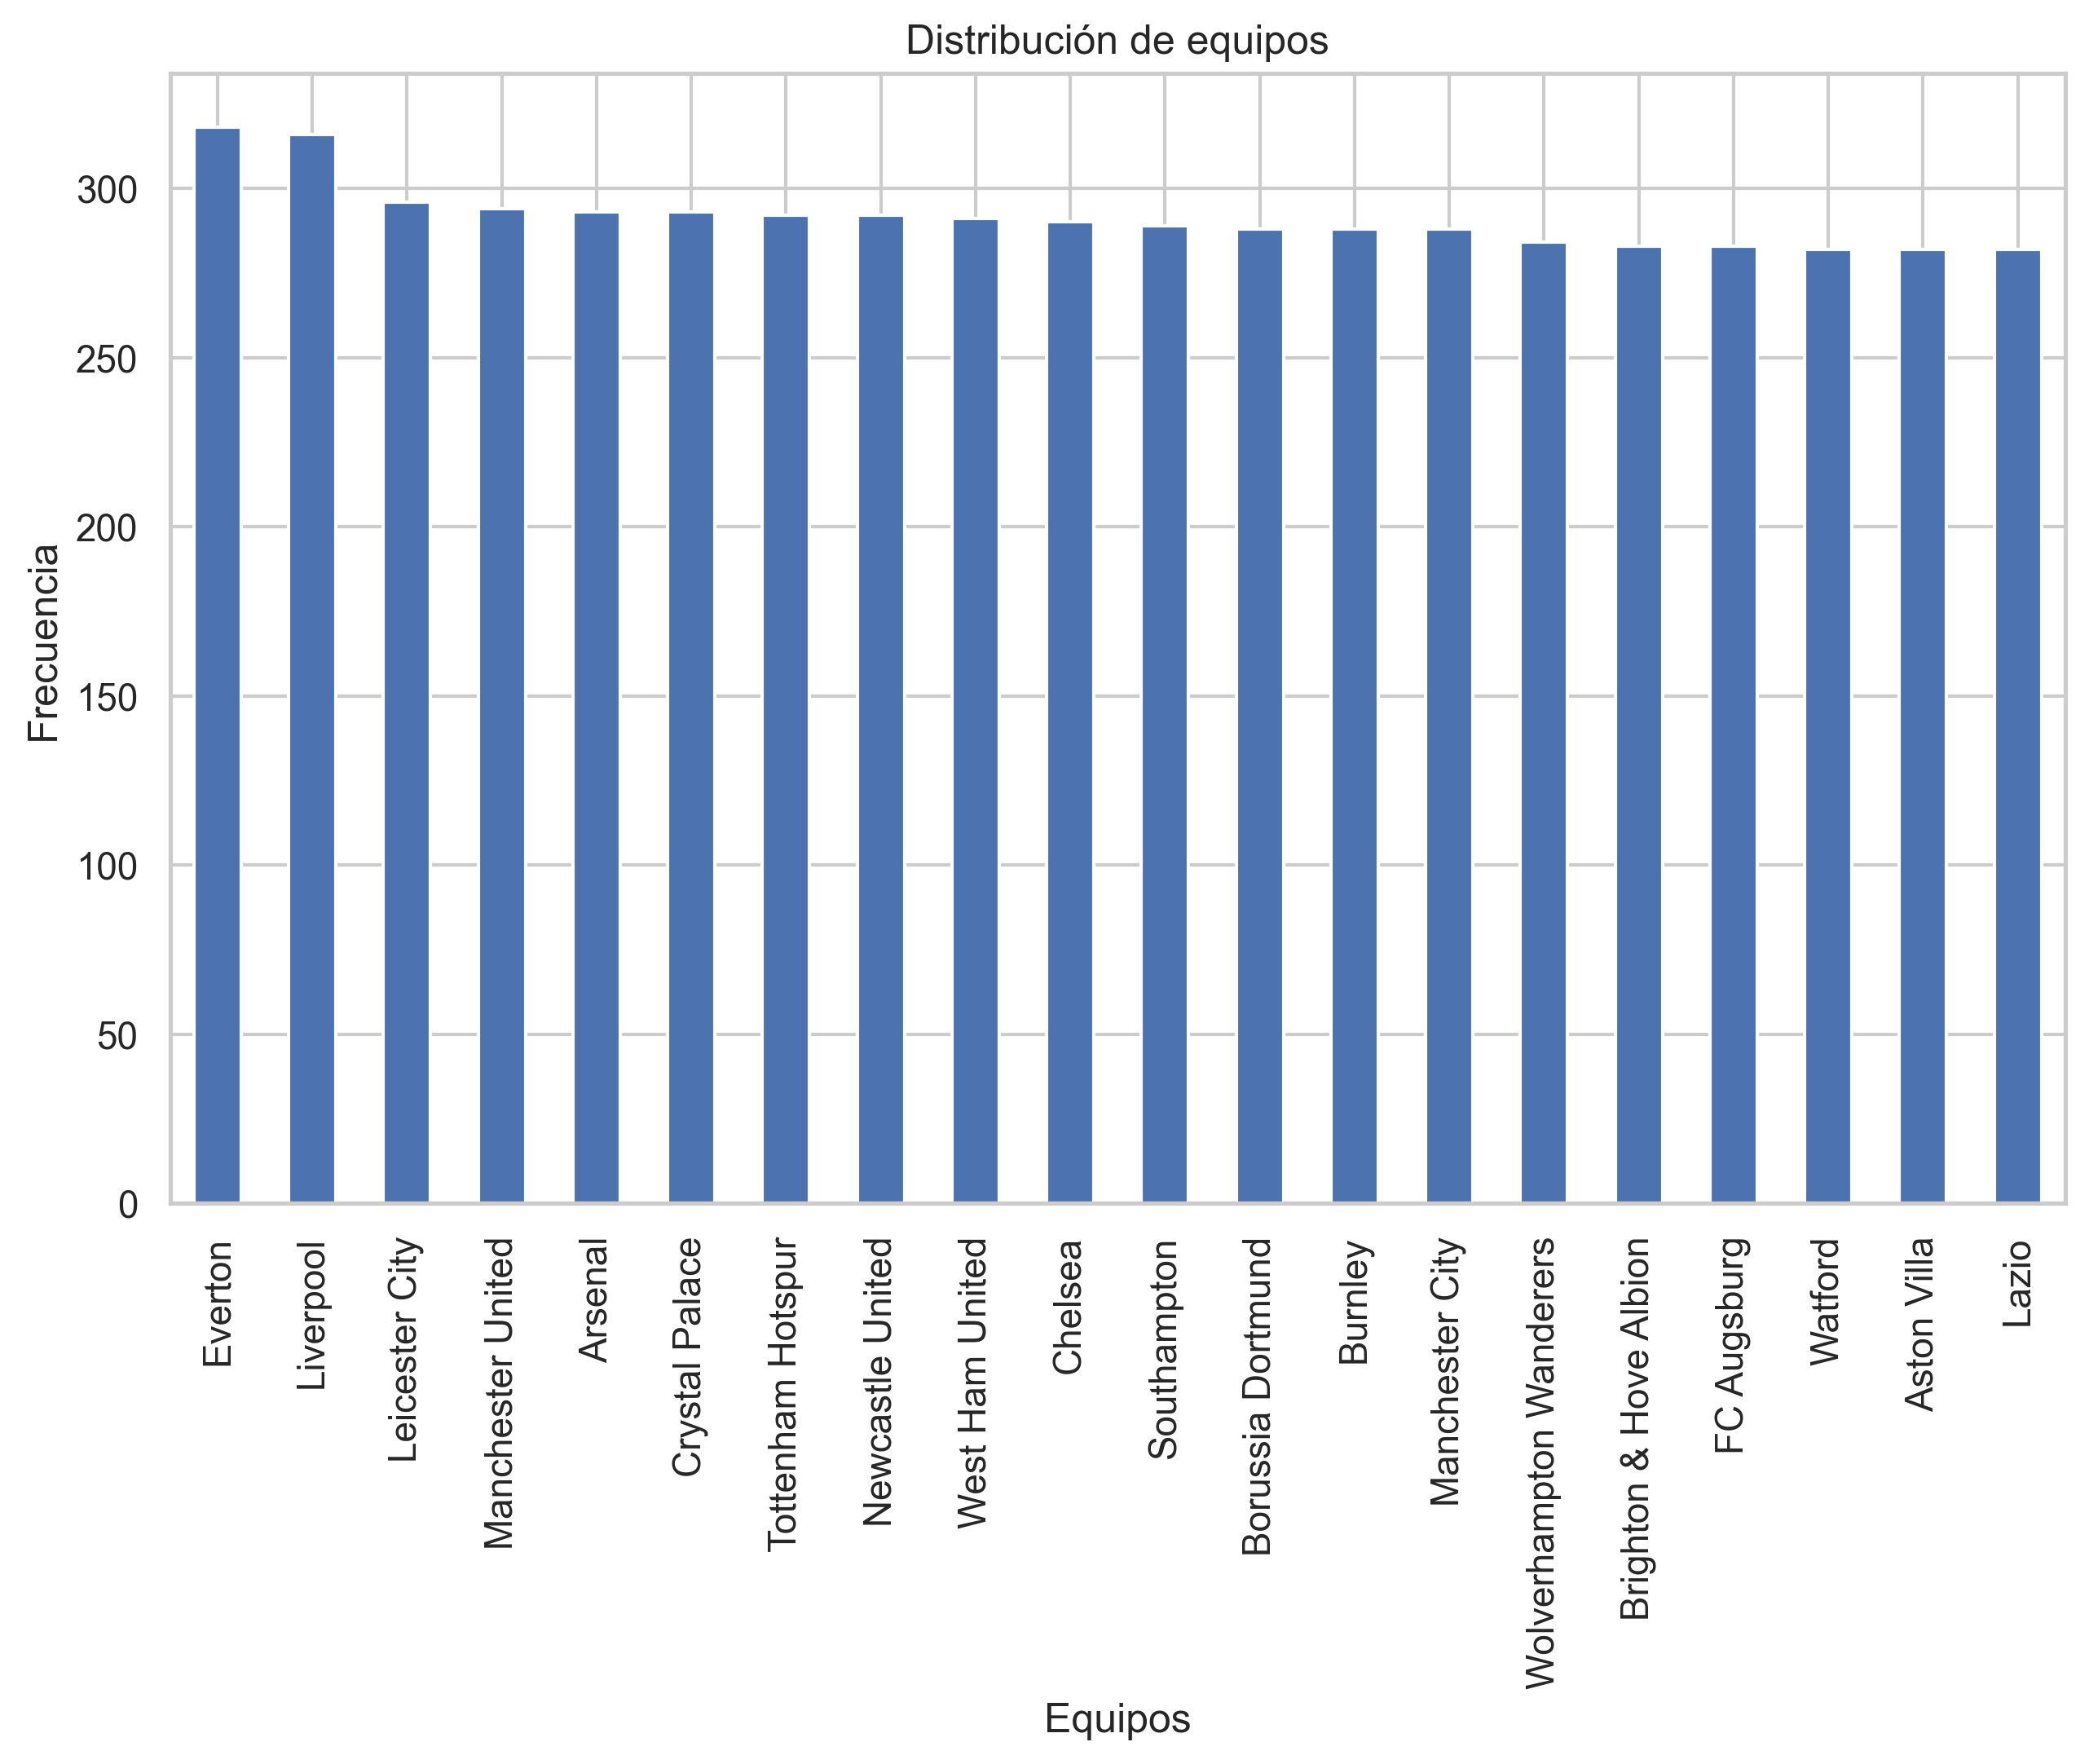 Distribución de equipos
Frecuencia
300
250
200
150
100
50
0
Everton
Liverpool
Leicester City
Manchester United
Arsenal
Crystal Palace
Tottenham Hotspur
Newcastle United
West Ham United
Chelsea
Southampton
Borussia Dortmund
Burnley
Manchester City
Wolverhampton Wanderers
Brighton & Hove Albion
FC Augsburg
Watford
Aston Villa
Lazio
Equipos